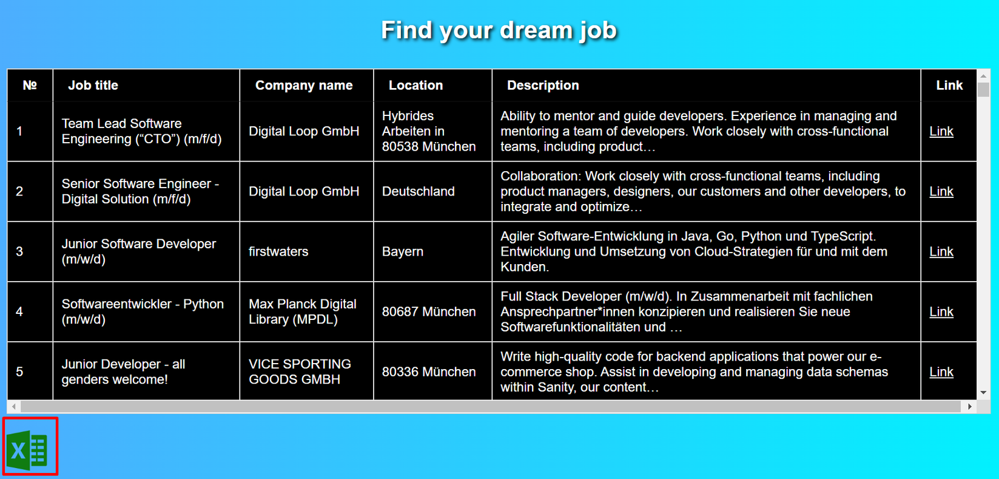 Find your dream job
№ Job title Company name Location Description Link
1
Team Lead Software
Engineering (“CTO”) (m/f/d)
Digital Loop GmbH
Hybrides
Arbeiten in
80538 München
Ability to mentor and guide developers. Experience in managing and
mentoring a team of developers. Work closely with cross-functional
teams, including product…
Link
2
Senior Software Engineer -
Digital Solution (m/f/d)
Digital Loop GmbH
Deutschland
Collaboration: Work closely with cross-functional teams, including
product managers, designers, our customers and other developers, to
integrate and optimize…
Link
3
Junior Software Developer
(m/w/d)
firstwaters
Bayern
Agiler Software-Entwicklung in Java, Go, Python und TypeScript.
Entwicklung und Umsetzung von Cloud-Strategien für und mit dem
Kunden.
Link
4
Softwareentwickler - Python
(m/w/d)
Max Planck Digital
Library (MPDL)
80687 München
Full Stack Developer (m/w/d). In Zusammenarbeit mit fachlichen
Ansprechpartner*innen konzipieren und realisieren Sie neue
Softwarefunktionalitäten und …
Link
5
Junior Developer - all
genders welcome!
VICE SPORTING
GOODS GMBH
80336 München
Write high-quality code for backend applications that power our e-
commerce shop. Assist in developing and managing data schemas
within Sanity, our content…
Link
X